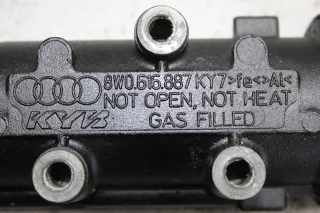 8W0.616.887 KY7 >fe<>Al<
NOT OPEN, NOT HEAT
KYB GAS FILLED